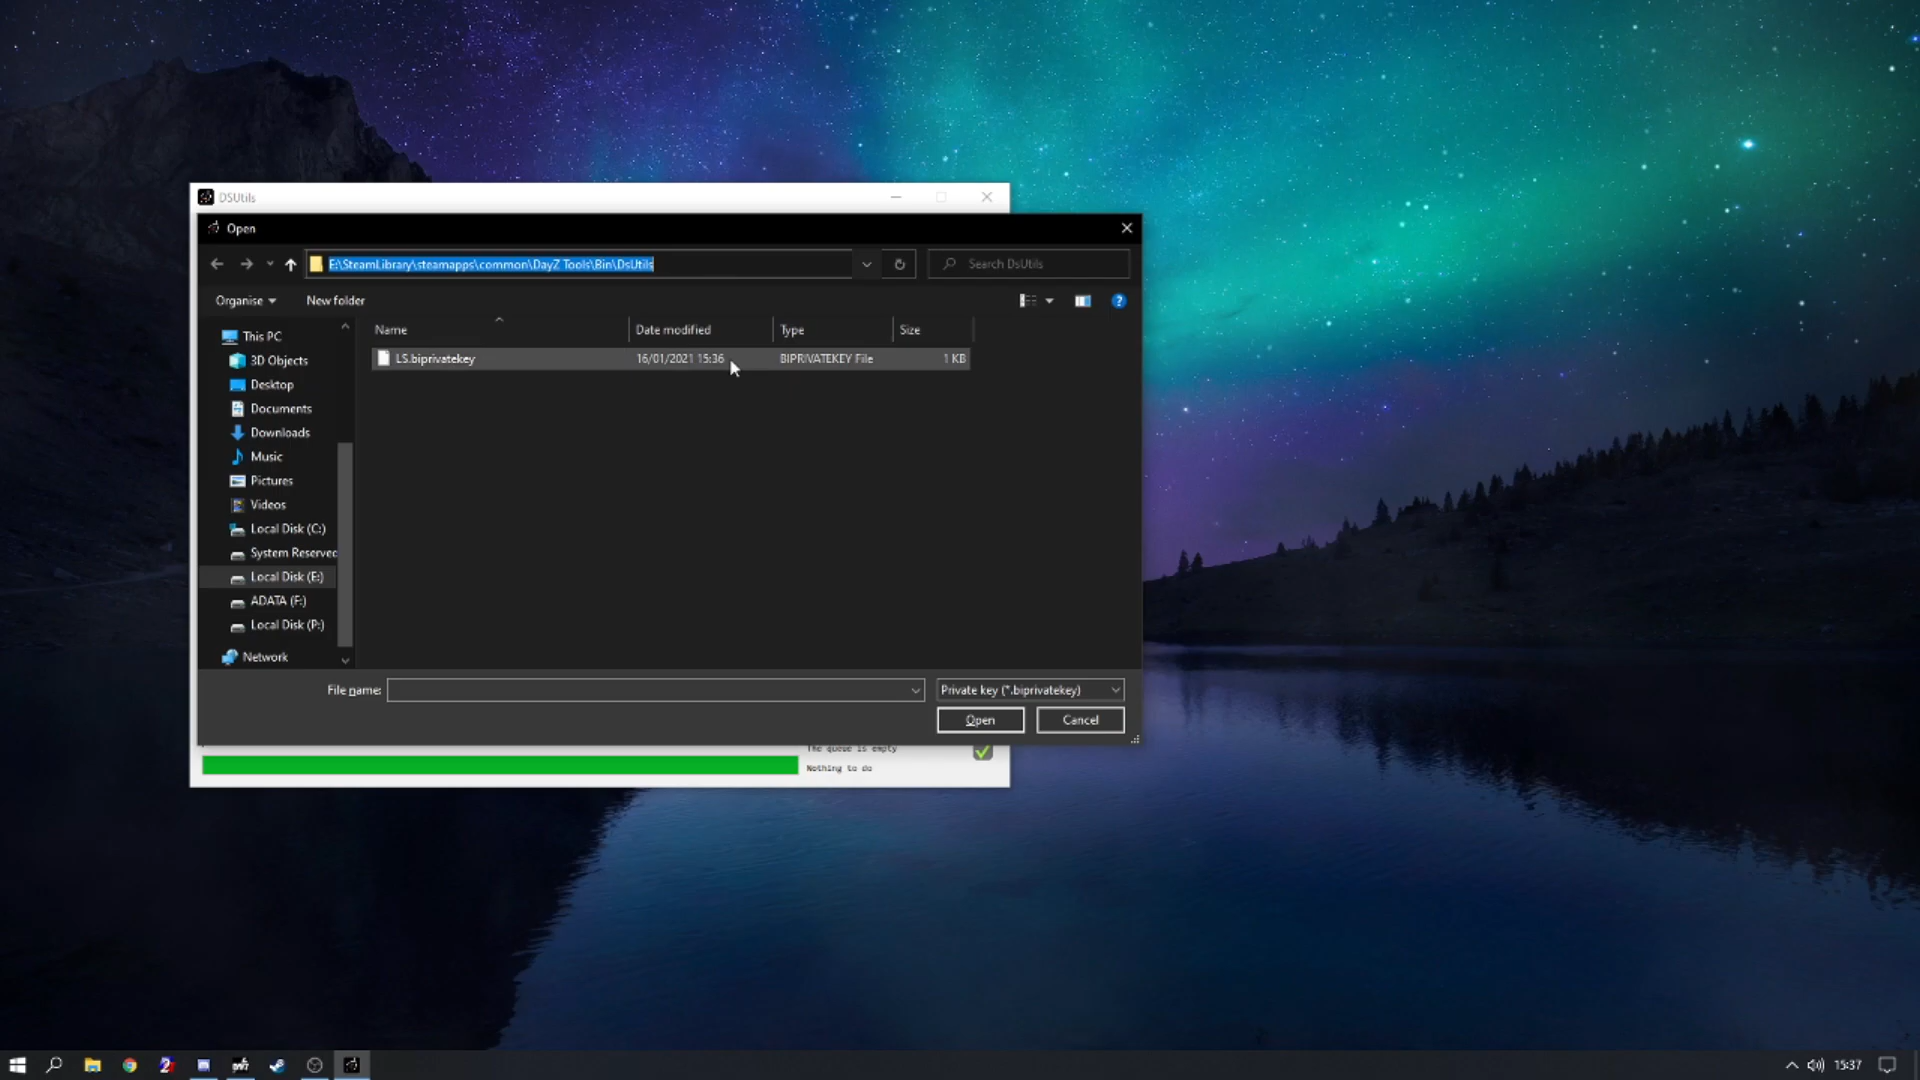 DSUtils
Open
E:\SteamLibrary\steamapps\common\DayZ Tools\Bin\DsUtils
Search DsUtils
Organise
New folder
Name
Date modified
Type
Size
This PC
LS.biprivatekey
16/01/2021 15:36
BIPRIVATEKEY File
1 KB
3D Objects
Desktop
Documents
Downloads
Music
Pictures
Videos
Local Disk (C:)
System Reserved
Local Disk (E:)
ADATA (F:)
Local Disk (P:)
Network
File name:
Private key (*.biprivatekey)
Open
Cancel
The queue is empty
Nothing to do
15:37